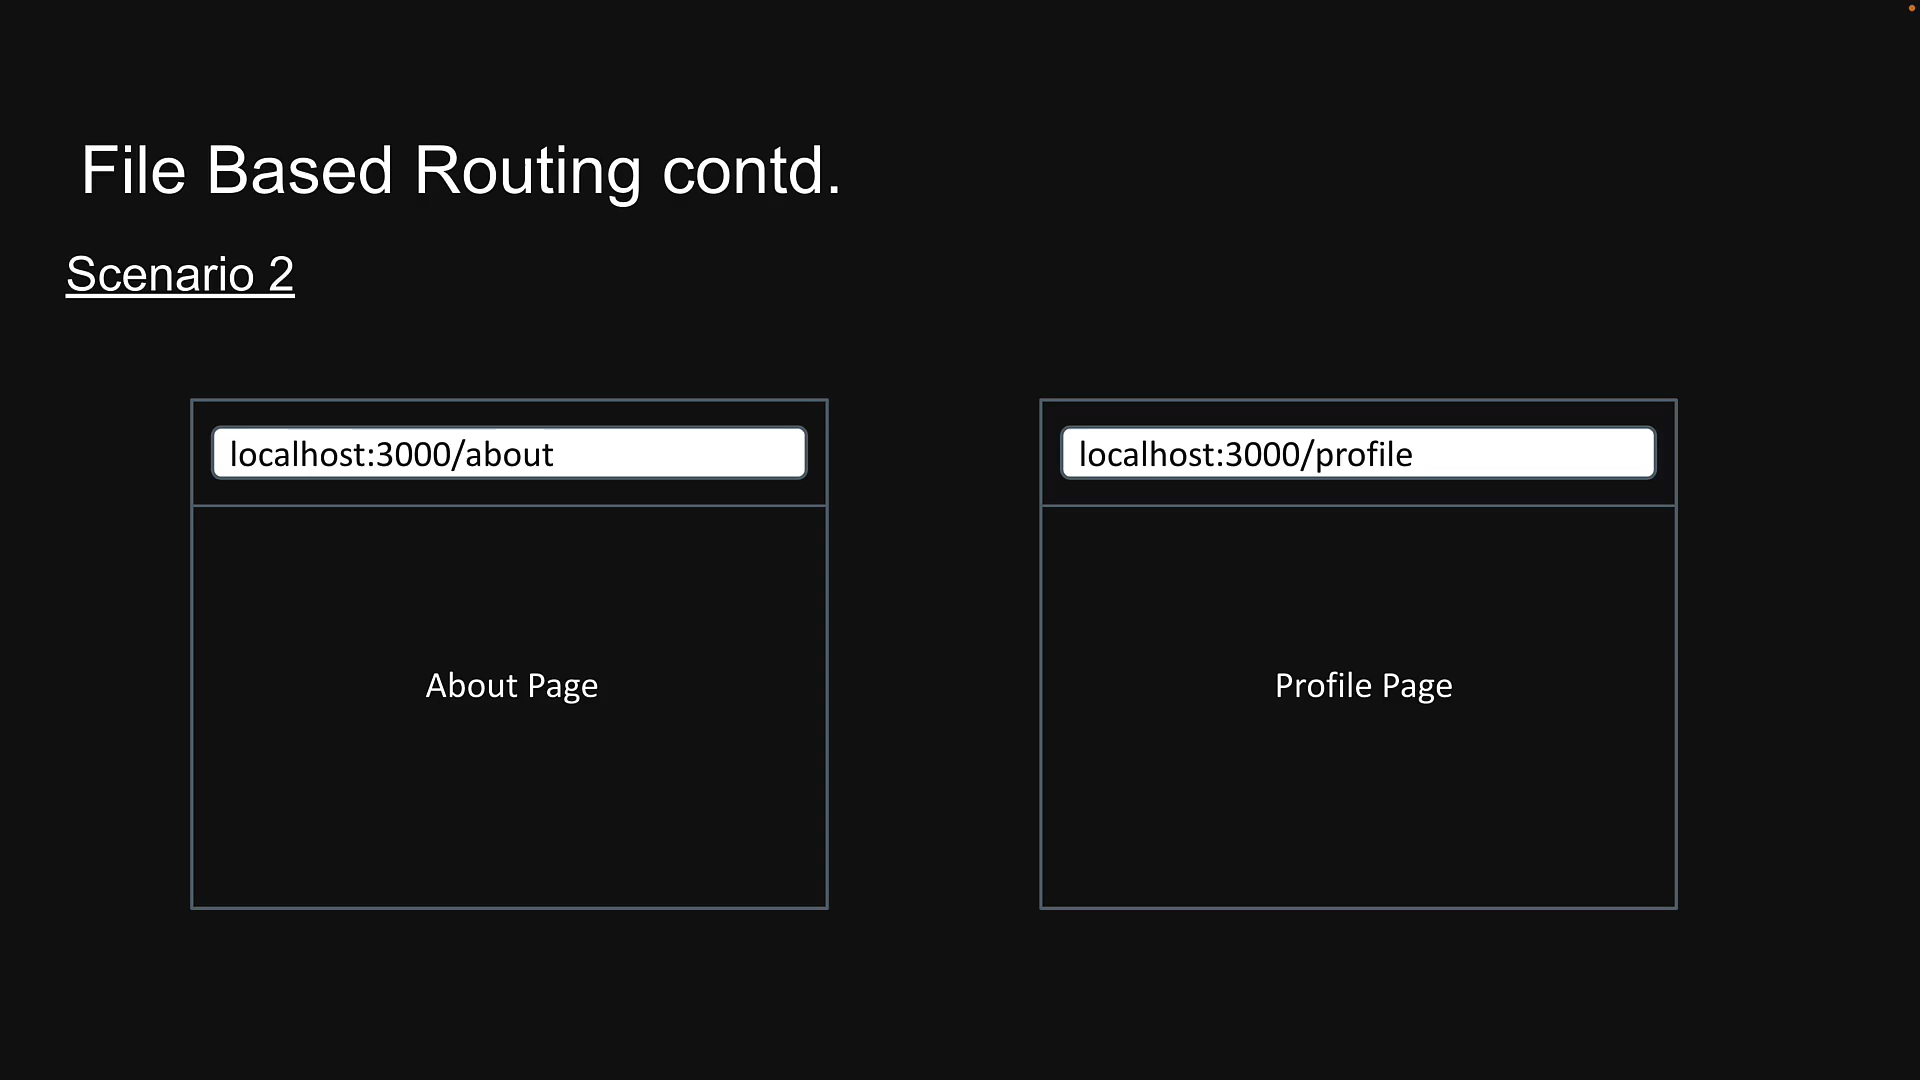 File Based Routing contd.
Scenario 2
localhost:3000/about
localhost:3000/profile
About Page
Profile Page